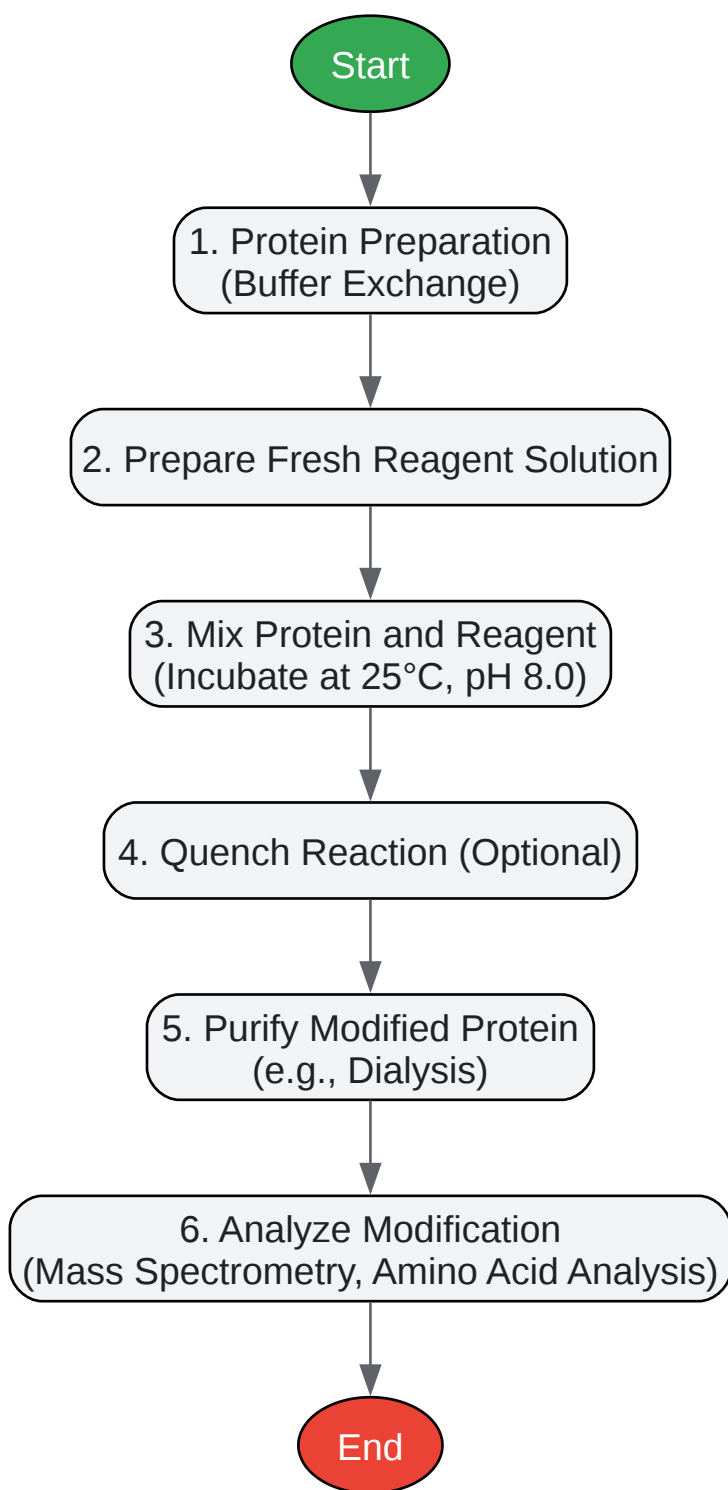 Start
1. Protein Preparation
(Buffer Exchange)
2. Prepare Fresh Reagent Solution
3. Mix Protein and Reagent
(Incubate at 25°C, pH 8.0)
4. Quench Reaction (Optional)
5. Purify Modified Protein
(e.g., Dialysis)
6. Analyze Modification
(Mass Spectrometry, Amino Acid Analysis)
End